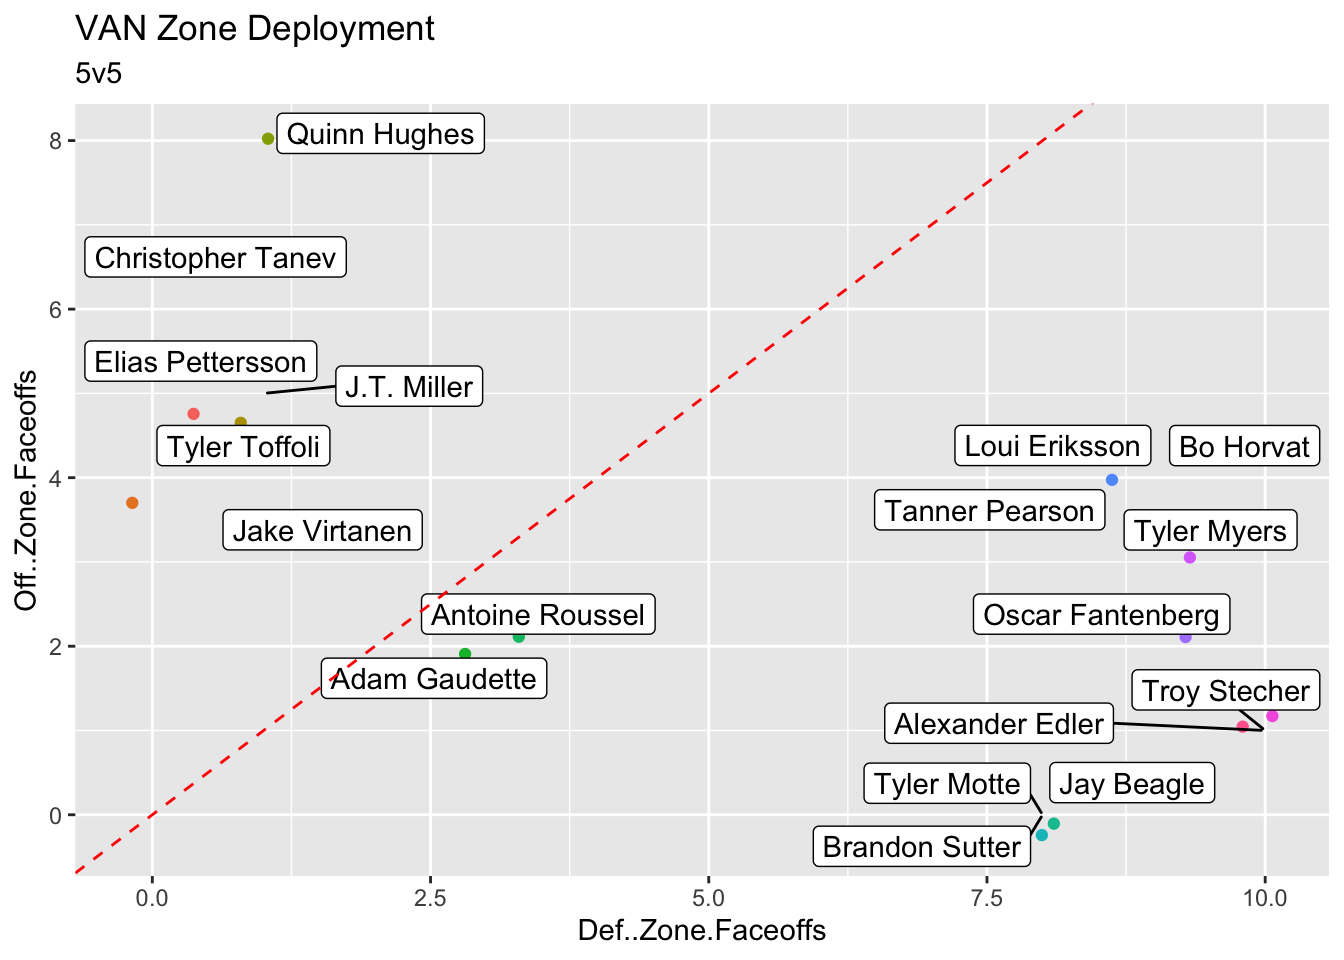 VAN Zone Deployment
5v5
Off..Zone.Faceoffs
8
6
4
2
0
Quinn Hughes
Christopher Tanev
Elias Pettersson
J.T. Miller
Tyler Toffoli
Loui Eriksson
Bo Horvat
Tanner Pearson
Jake Virtanen
Tyler Myers
Antoine Roussel
Oscar Fantenberg
Adam Gaudette
Troy Stecher
Alexander Edler
Tyler Motte
Jay Beagle
Brandon Sutter
0.0
2.5
5.0
7.5
10.0
Def..Zone.Faceoffs